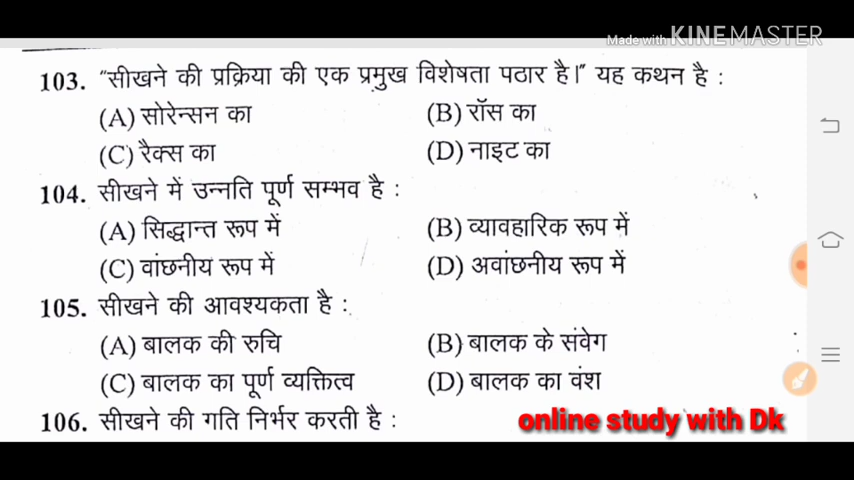 Made with KINEMASTER
103. “सीखने की प्रक्रिया की एक प्रमुख विशेषता पठार है।” यह कथन है :
(A) सोरेन्सन का (B) रॉस का
(C) रैक्स का (D) नाइट का
104. सीखने में उन्नति पूर्ण सम्भव है :
(A) सिद्धान्त रूप में (B) व्यावहारिक रूप में
(C) वांछनीय रूप में (D) अवांछनीय रूप में
105. सीखने की आवश्यकता है :
(A) बालक की रुचि (B) बालक के संवेग
(C) बालक का पूर्ण व्यक्तित्व (D) बालक का वंश
106. सीखने की गति निर्भर करती है :
online study with Dk